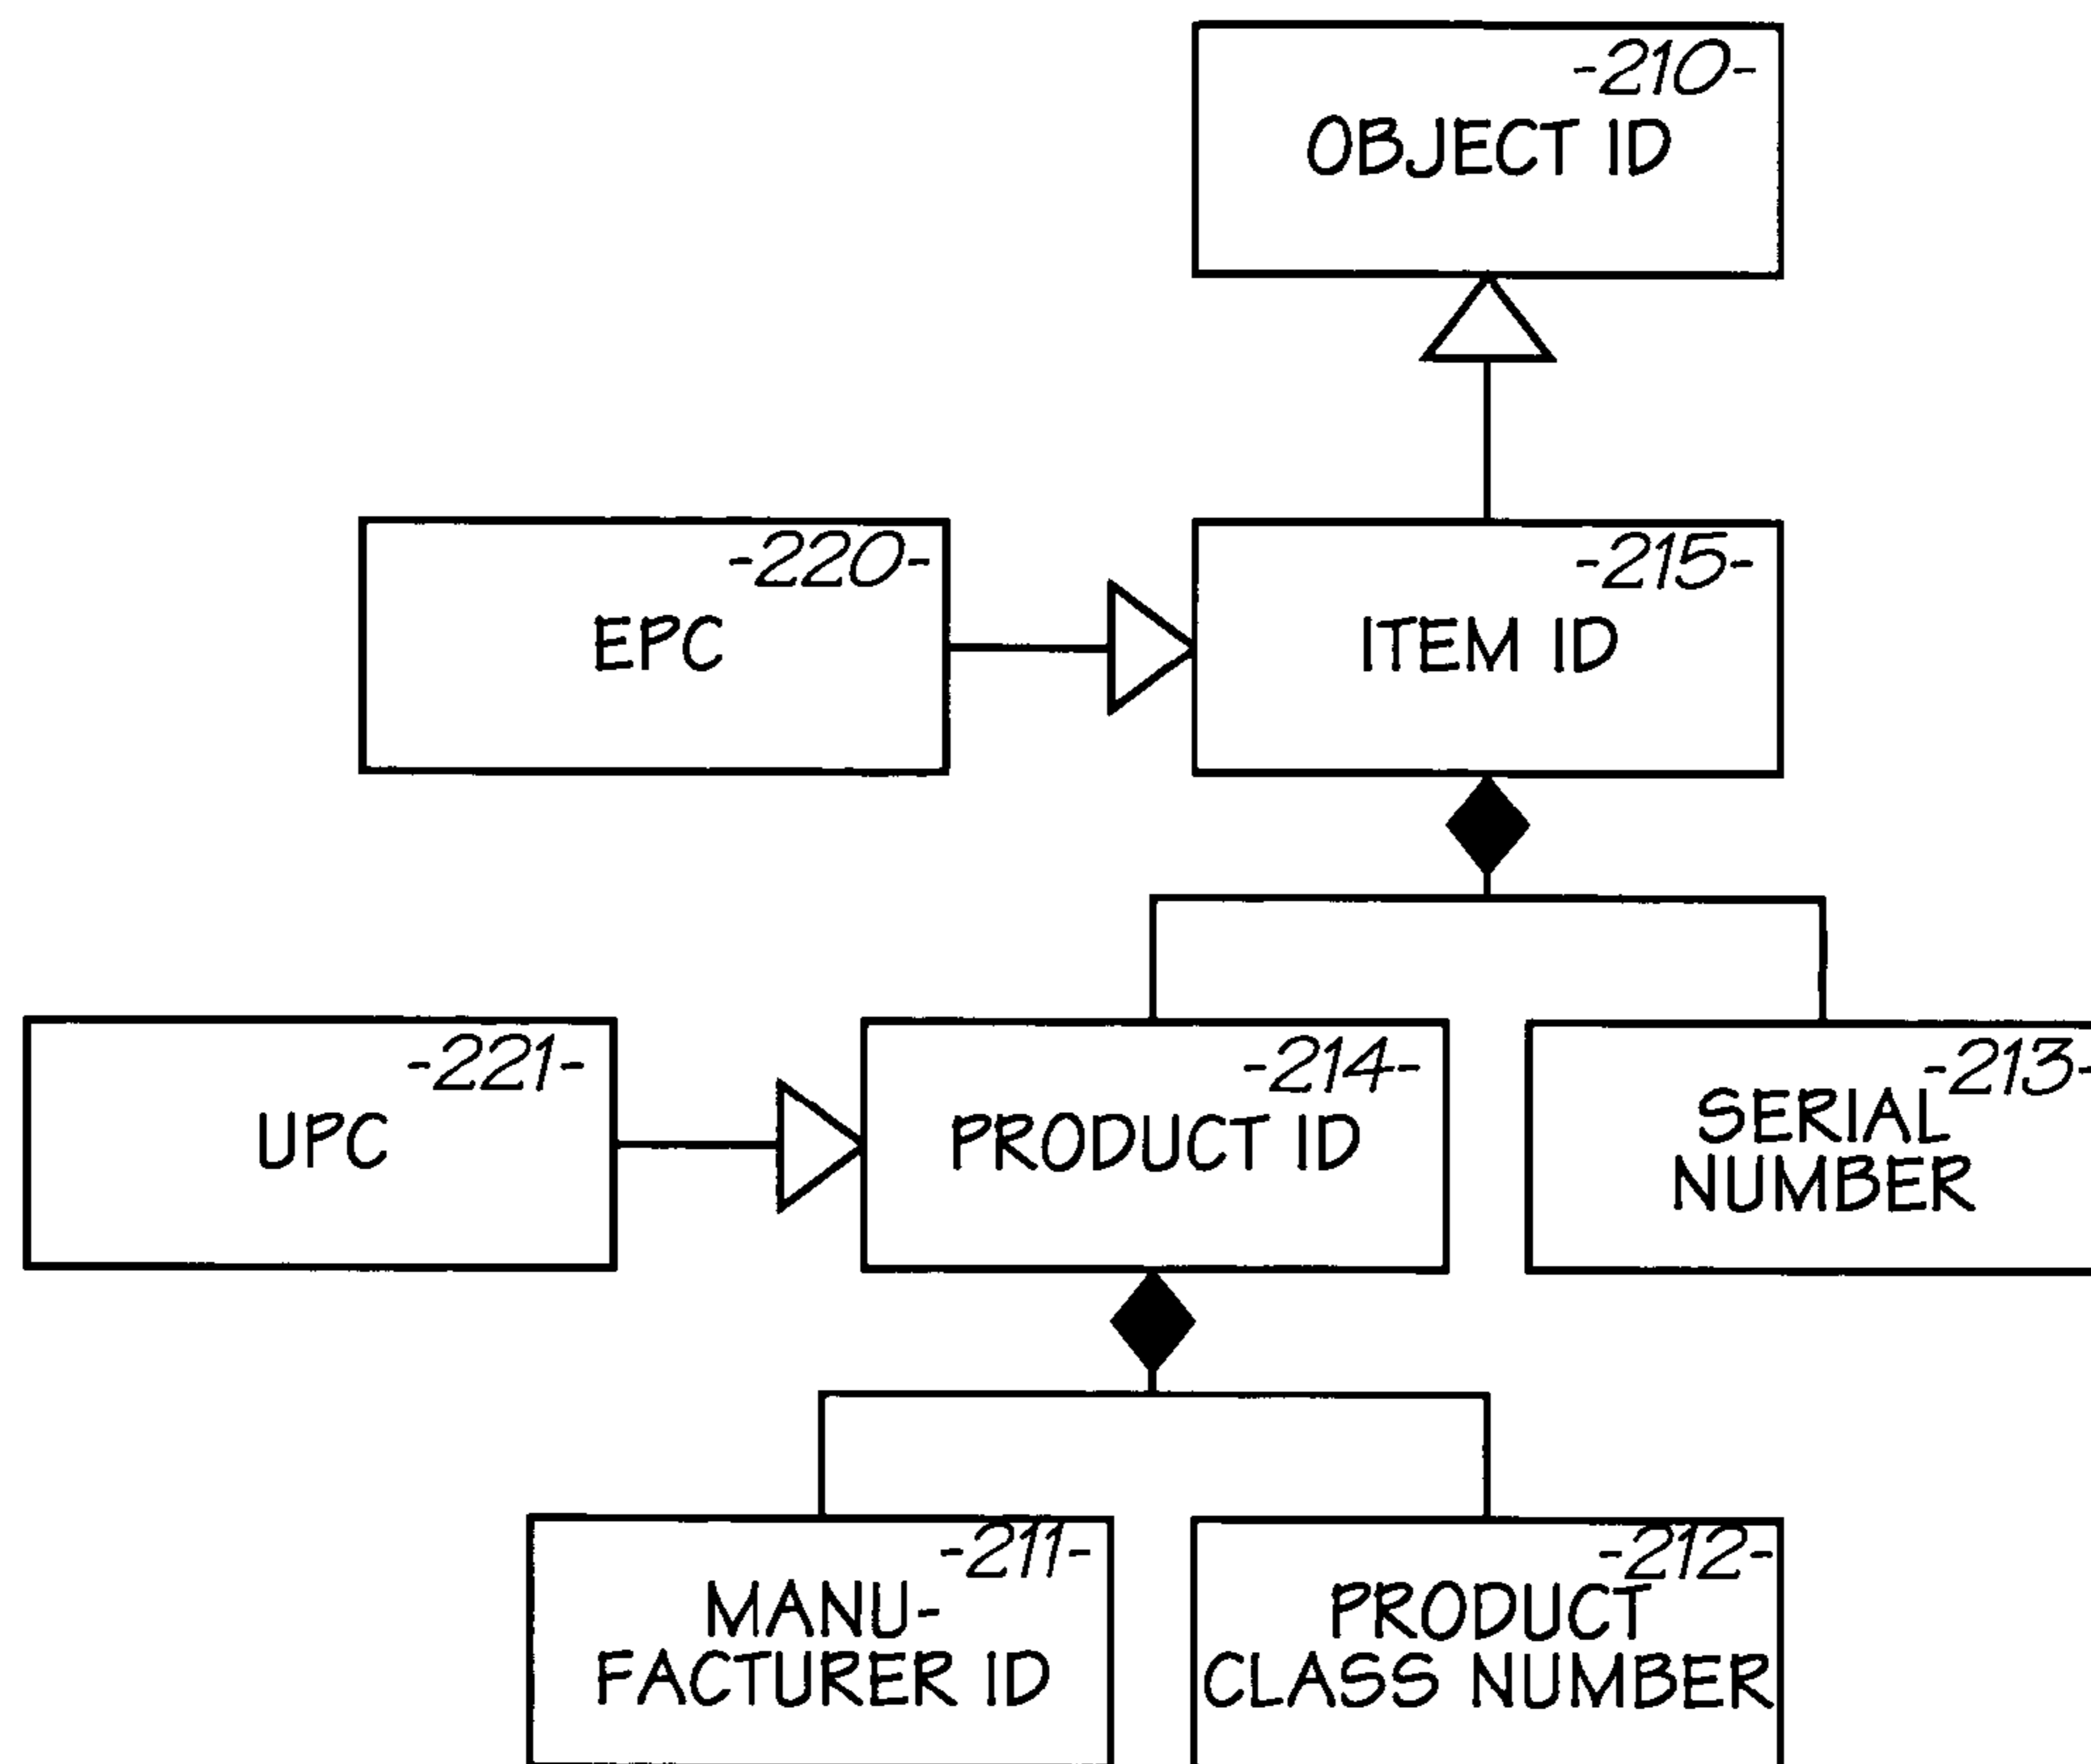 -210-
OBJECT ID
-220-
EPC
-215-
ITEM ID
-221-
UPC
-214-
PRODUCT ID
-213-
SERIAL
NUMBER
-211-
MANU-
FACTURER ID
-212-
PRODUCT
CLASS NUMBER